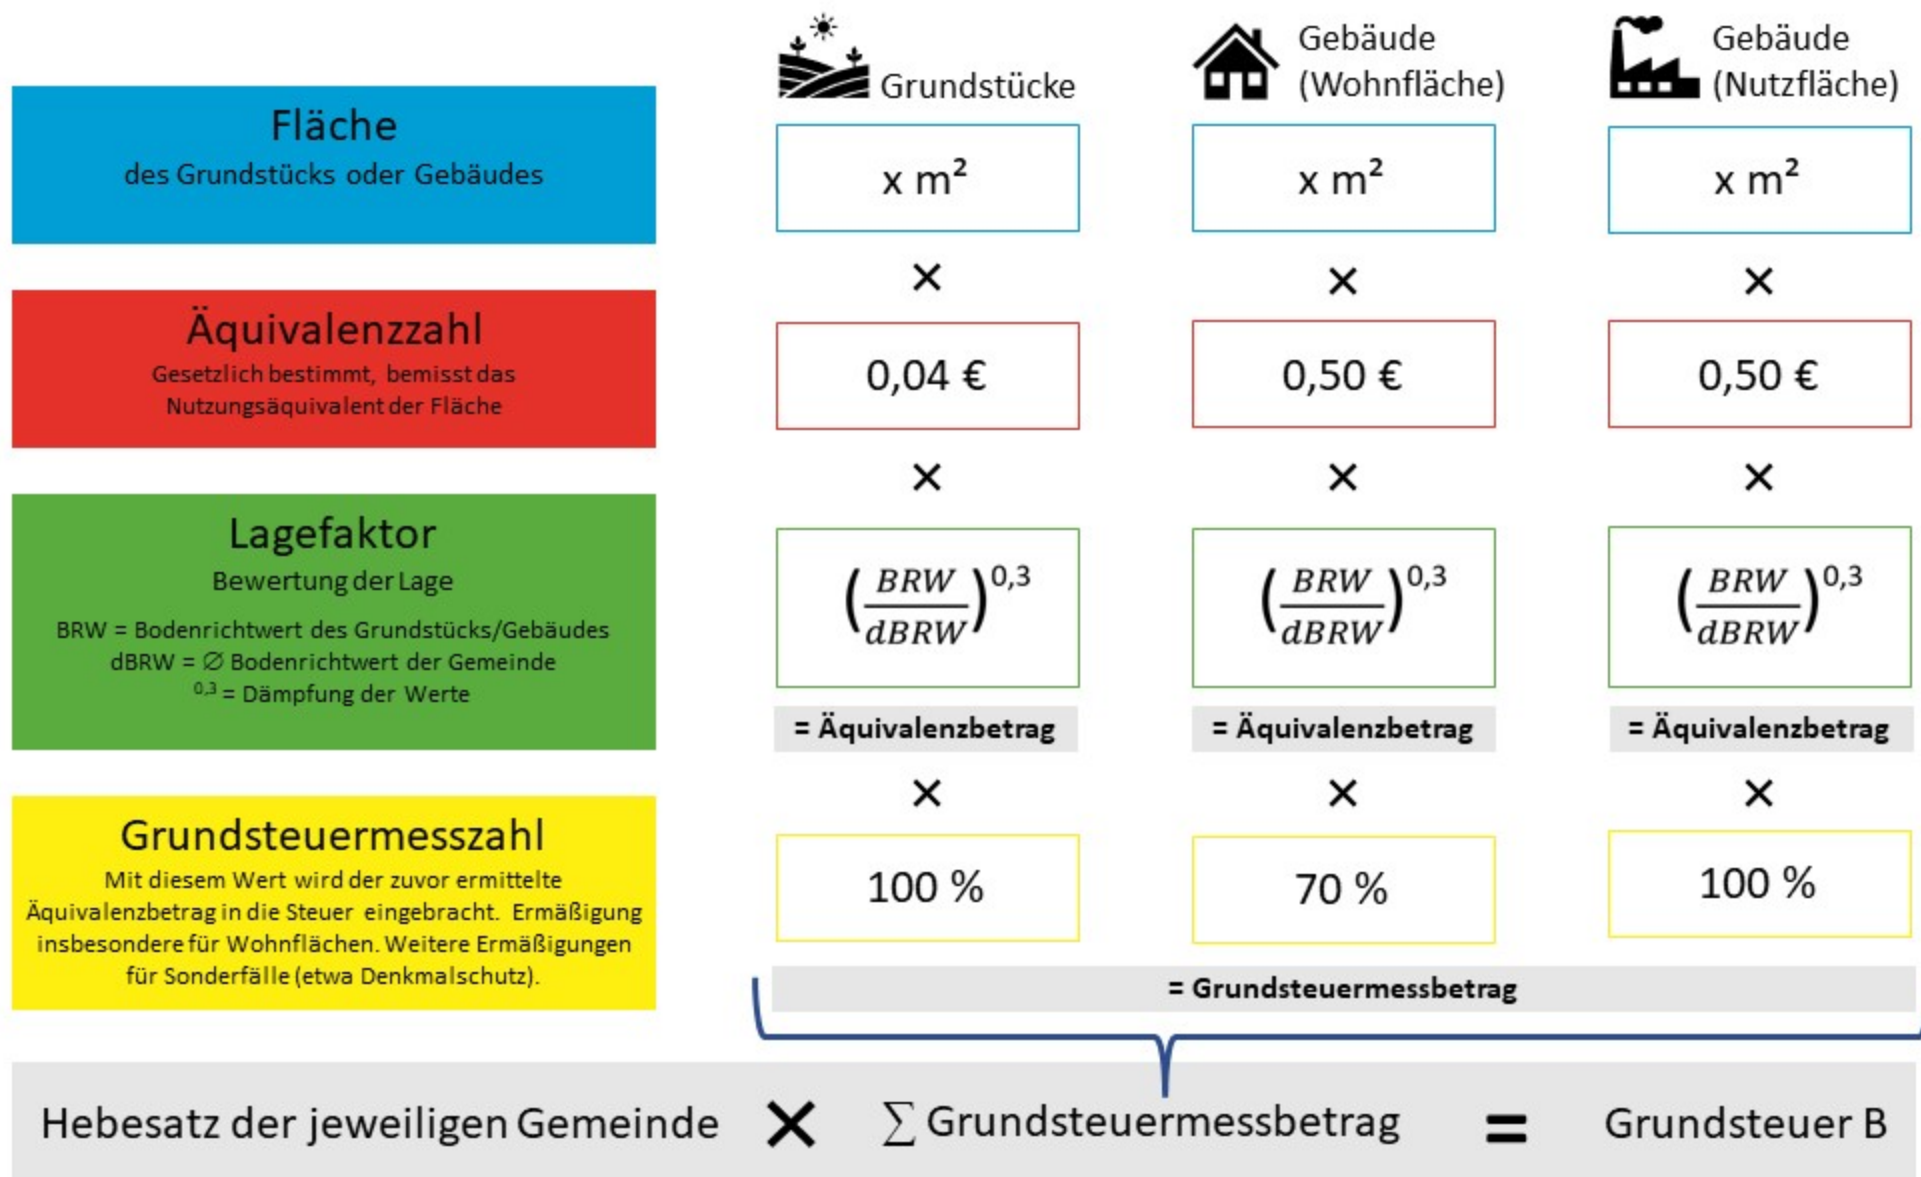 Grundstücke
Gebäude
(Wohnfläche)
Gebäude
(Nutzfläche)
Fläche
des Grundstücks oder Gebäudes
x m²
x m²
x m²
×
×
×
Äquivalenzzahl
Gesetzlich bestimmt, bemisst das
Nutzungsäquivalent der Fläche
0,04 €
0,50 €
0,50 €
×
×
×
Lagefaktor
Bewertung der Lage
BRW = Bodenrichtwert des Grundstücks/Gebäudes
dBRW = ∅ Bodenrichtwert der Gemeinde
0,3 = Dämpfung der Werte
(BRW/dBRW)^0,3
(BRW/dBRW)^0,3
(BRW/dBRW)^0,3
= Äquivalenzbetrag
= Äquivalenzbetrag
= Äquivalenzbetrag
×
×
×
Grundsteuermesszahl
Mit diesem Wert wird der zuvor ermittelte
Äquivalenzbetrag in die Steuer eingebracht. Ermäßigung
insbesondere für Wohnflächen. Weitere Ermäßigungen
für Sonderfälle (etwa Denkmalschutz).
100 %
70 %
100 %
= Grundsteuermessbetrag
Hebesatz der jeweiligen Gemeinde × ∑ Grundsteuermessbetrag = Grundsteuer B